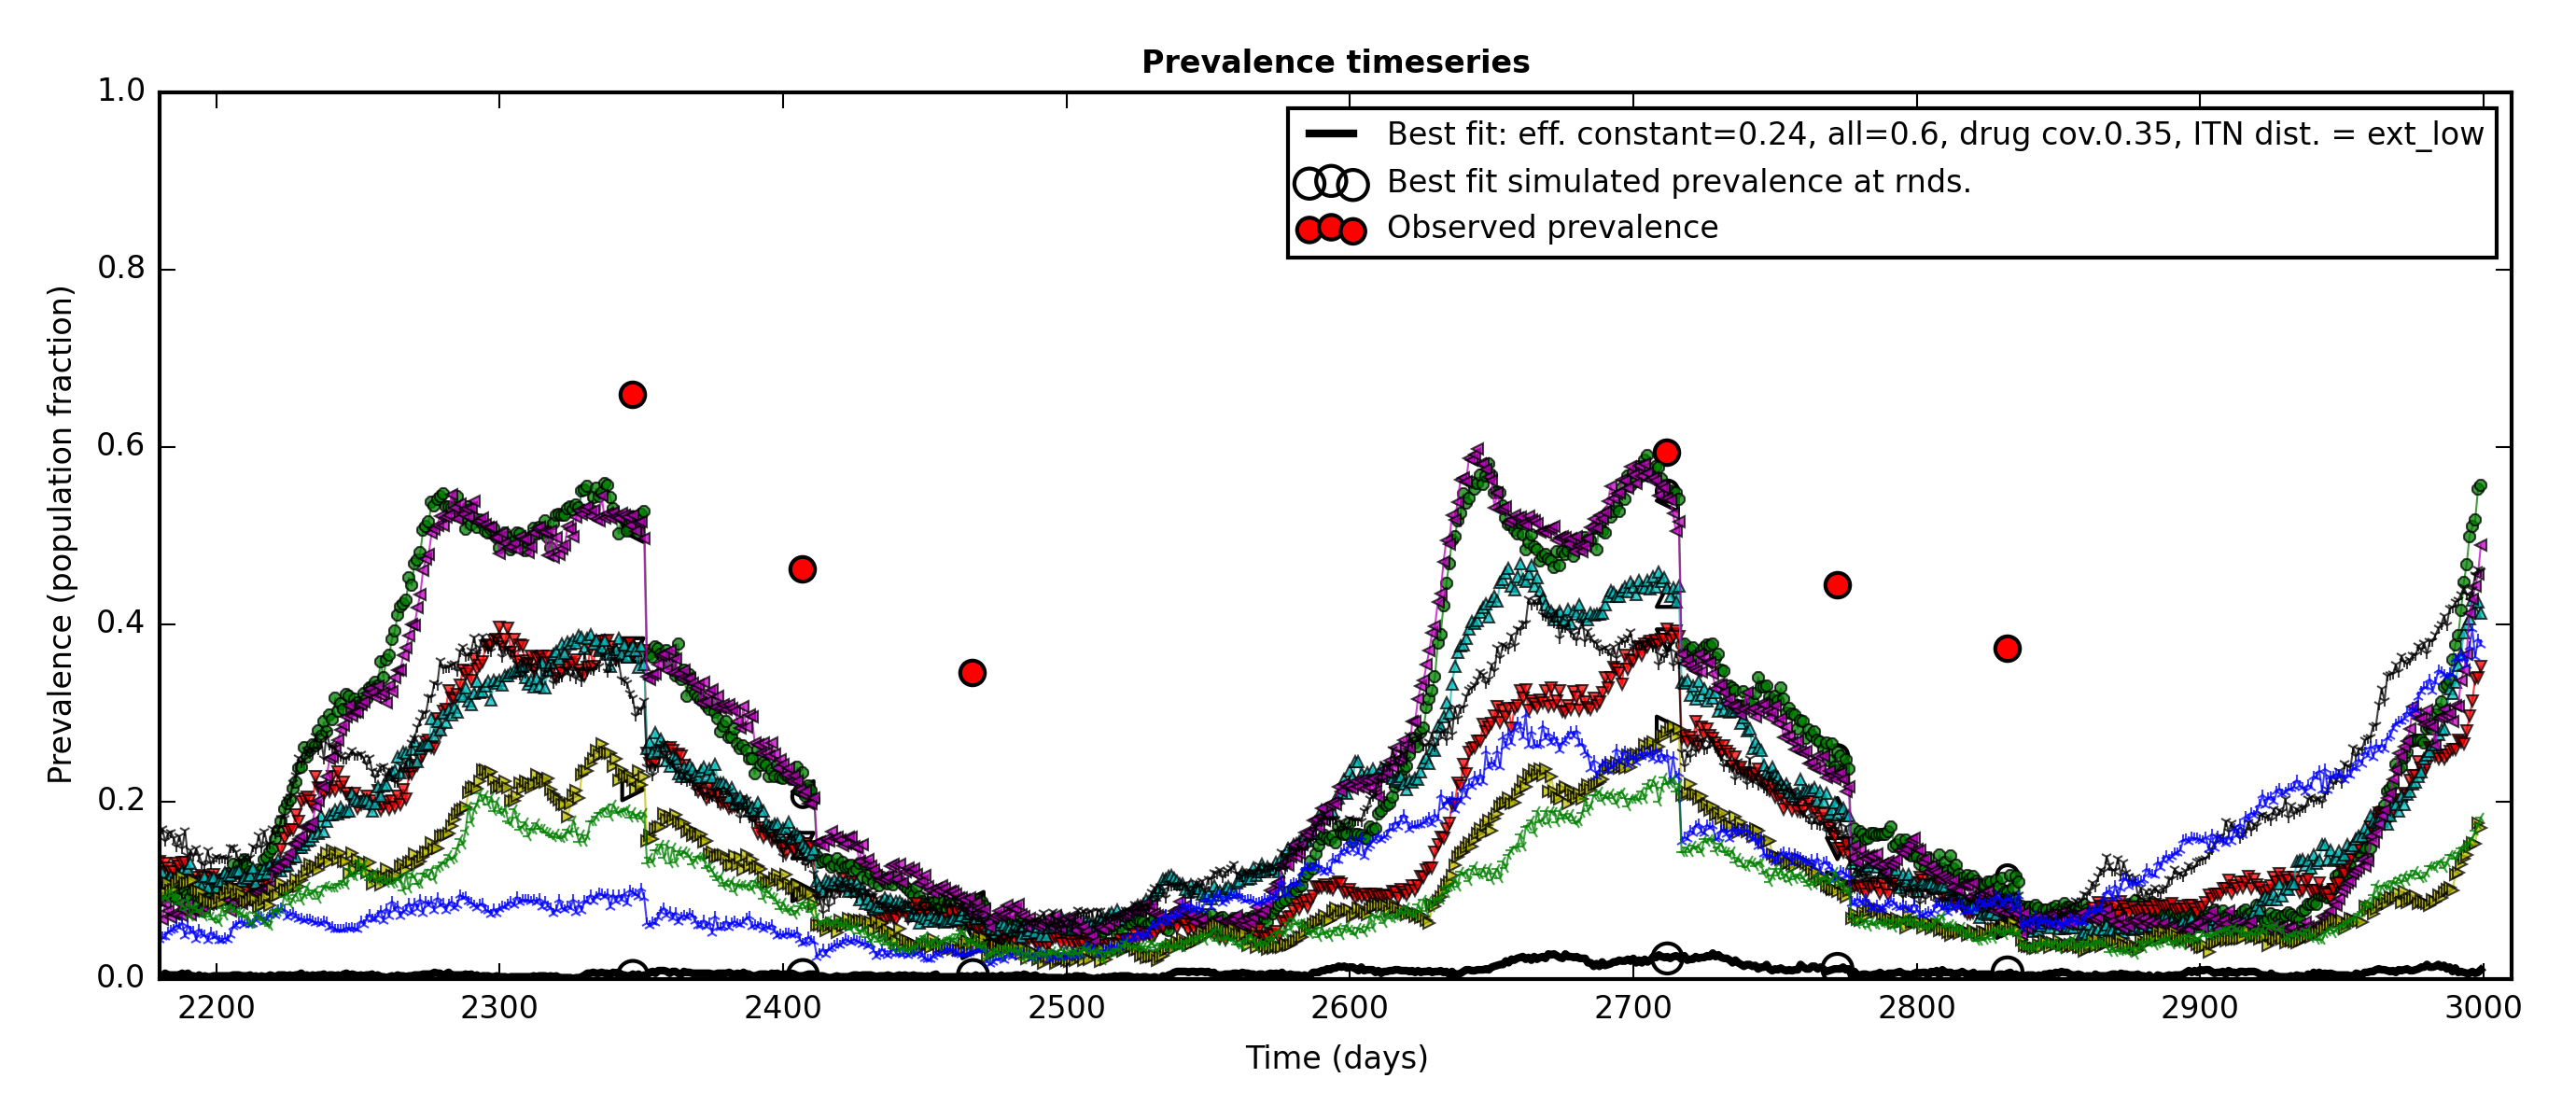 Prevalence timeseries
1.0
0.8
0.6
0.4
0.2
0.0
Prevalence (population fraction)
Best fit: eff. constant=0.24, all=0.6, drug cov.0.35, ITN dist. = ext_low
Best fit simulated prevalence at rnds.
Observed prevalence
2200 2300 2400 2500 2600 2700 2800 2900 3000
Time (days)